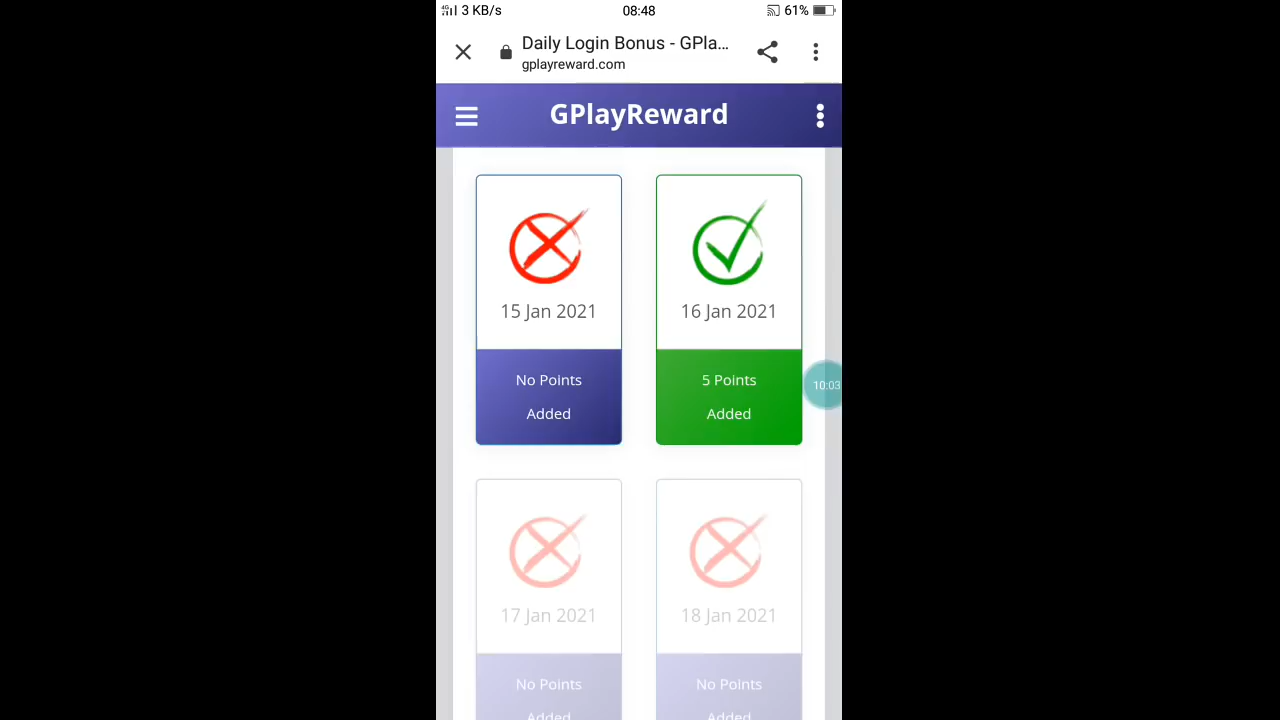 4G 3 KB/s 08:48 61%
Daily Login Bonus - GPla...
gplayreward.com
GPlayReward
15 Jan 2021
16 Jan 2021
No Points
Added
5 Points
Added
10:03
17 Jan 2021
18 Jan 2021
No Points
Added
No Points
Added